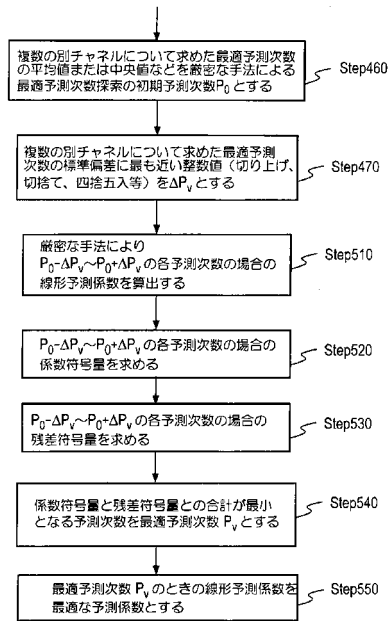 複数の別チャネルについて求めた最適予測次数
の平均値または中央値などを厳密な手法による
最適予測次数探索の初期予測次数P0とする
Step460
複数の別チャネルについて求めた最適予測
次数の標準偏差に最も近い整数値（切り上げ、
切捨て、四捨五入等）をΔPvとする
Step470
厳密な手法により
P0-ΔPv~P0+ΔPvの各予測次数の場合の
線形予測係数を算出する
Step510
P0-ΔPv~P0+ΔPvの各予測次数の場合の
係数符号量を求める
Step520
P0-ΔPv~P0+ΔPvの各予測次数の場合の
残差符号量を求める
Step530
係数符号量と残差符号量との合計が最小
となる予測次数を最適予測次数Pvとする
Step540
最適予測次数Pvのときの線形予測係数を
最適な予測係数とする
Step550